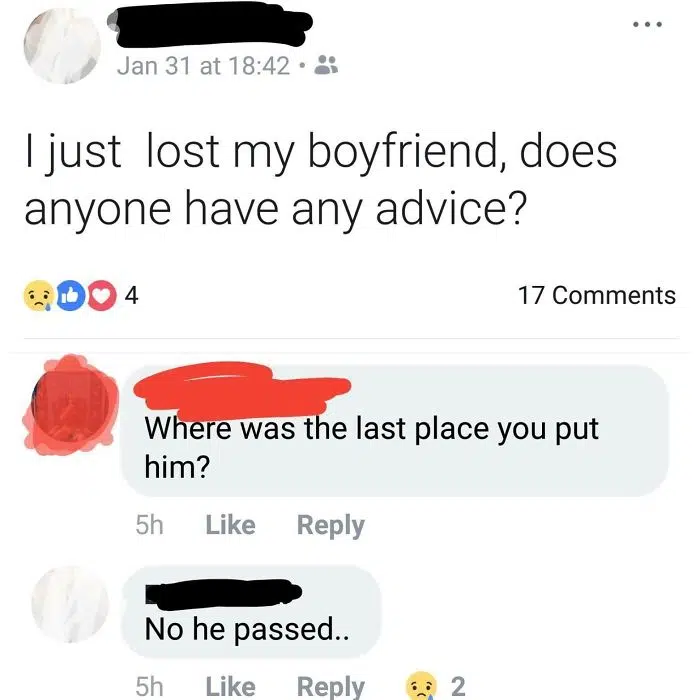 Jan 31 at 18:42 •
I just lost my boyfriend, does
anyone have any advice?
4
17 Comments
Where was the last place you put
him?
5h Like Reply
No he passed..
5h Like Reply 2